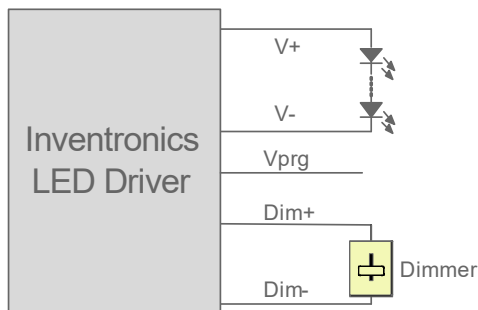 Inventronics
LED Driver
V+
V-
Vprg
Dim+
Dim-
Dimmer